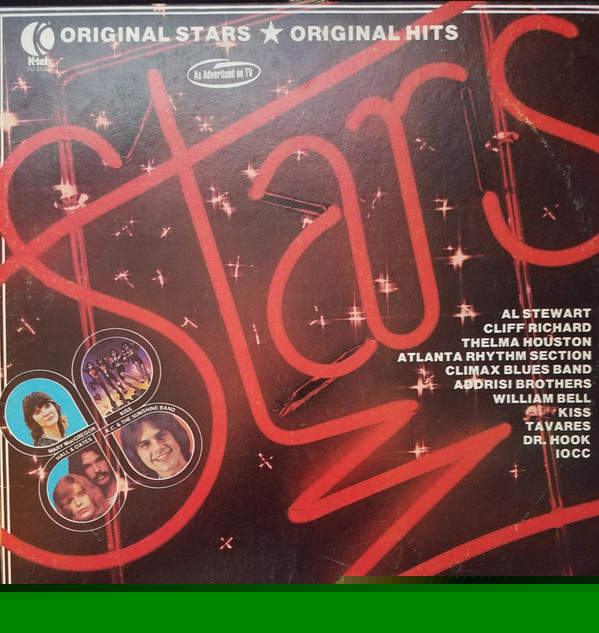 K
K-tel
ORIGINAL STARS ★ ORIGINAL HITS
As Advertised on TV
Stars
AL STEWART
CLIFF RICHARD
THELMA HOUSTON
ATLANTA RHYTHM SECTION
CLIMAX BLUES BAND
ADDRISI BROTHERS
WILLIAM BELL
KISS
TAVARES
DR. HOOK
10CC
KISS
MARY MacGREGOR
K.C. & THE SUNSHINE BAND
HALL & OATES